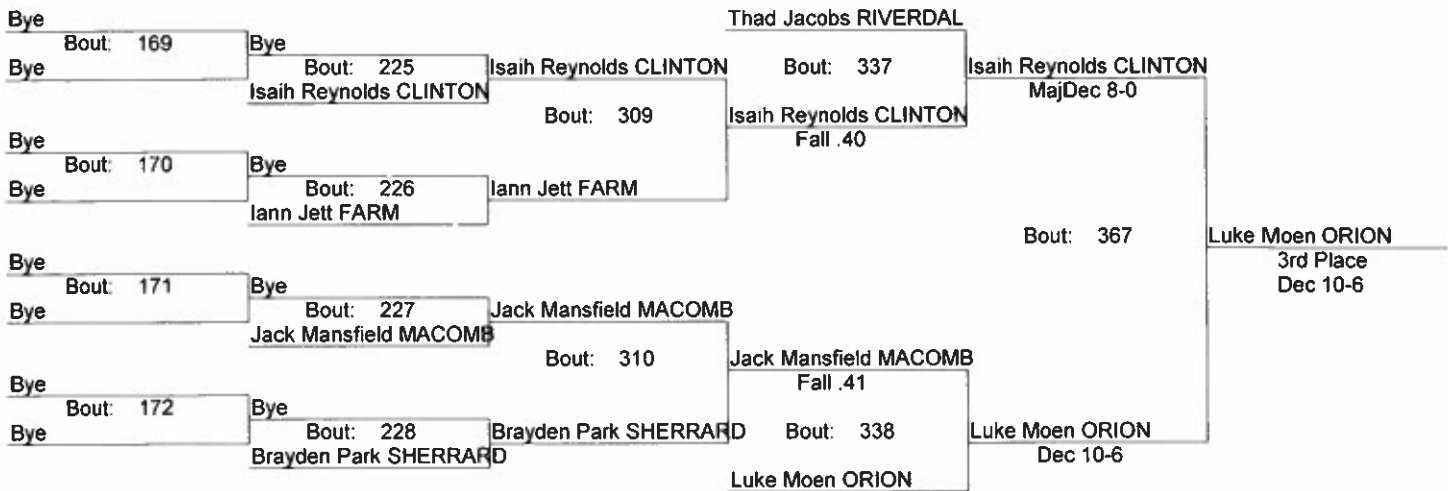 Bye
Bout: 169
Bye
Bye
Bout: 225
Isaih Reynolds CLINTON
Isaih Reynolds CLINTON
Bout: 309
Bye
Bout: 170
Bye
Bye
Bout: 226
Iann Jett FARM
Iann Jett FARM
Thad Jacobs RIVERDAL
Bout: 337
Isaih Reynolds CLINTON
Fall .40
Isaih Reynolds CLINTON
MajDec 8-0
Bye
Bout: 171
Bye
Bye
Bout: 227
Jack Mansfield MACOMB
Jack Mansfield MACOMB
Bout: 310
Bye
Bout: 172
Bye
Bye
Bout: 228
Brayden Park SHERRARD
Brayden Park SHERRARD
Jack Mansfield MACOMB
Fall .41
Bout: 338
Luke Moen ORION
Luke Moen ORION
Dec 10-6
Bout: 367
Luke Moen ORION
3rd Place
Dec 10-6